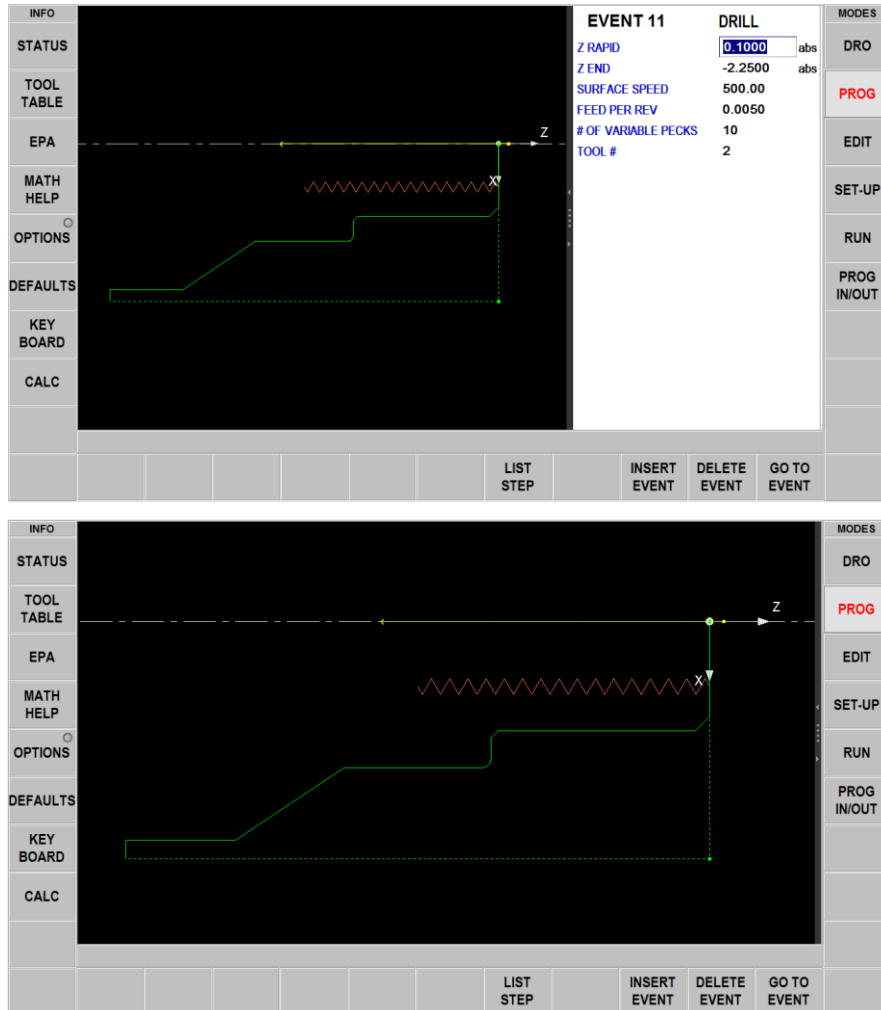 INFO
STATUS
TOOL
TABLE
EPA
MATH
HELP
OPTIONS
DEFAULTS
KEY
BOARD
CALC
Z
X
EVENT 11 DRILL
Z RAPID 0.1000 abs
Z END -2.2500 abs
SURFACE SPEED 500.00
FEED PER REV 0.0050
# OF VARIABLE PECKS 10
TOOL # 2
MODES
DRO
PROG
EDIT
SET-UP
RUN
PROG
IN/OUT
LIST
STEP
INSERT
EVENT
DELETE
EVENT
GO TO
EVENT
INFO
STATUS
TOOL
TABLE
EPA
MATH
HELP
OPTIONS
DEFAULTS
KEY
BOARD
CALC
Z
X
MODES
DRO
PROG
EDIT
SET-UP
RUN
PROG
IN/OUT
LIST
STEP
INSERT
EVENT
DELETE
EVENT
GO TO
EVENT